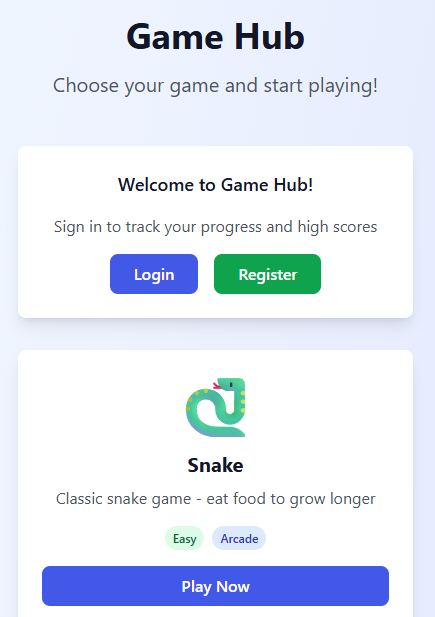 Game Hub
Choose your game and start playing!
Welcome to Game Hub!
Sign in to track your progress and high scores
Login Register
Snake
Classic snake game - eat food to grow longer
Easy Arcade
Play Now